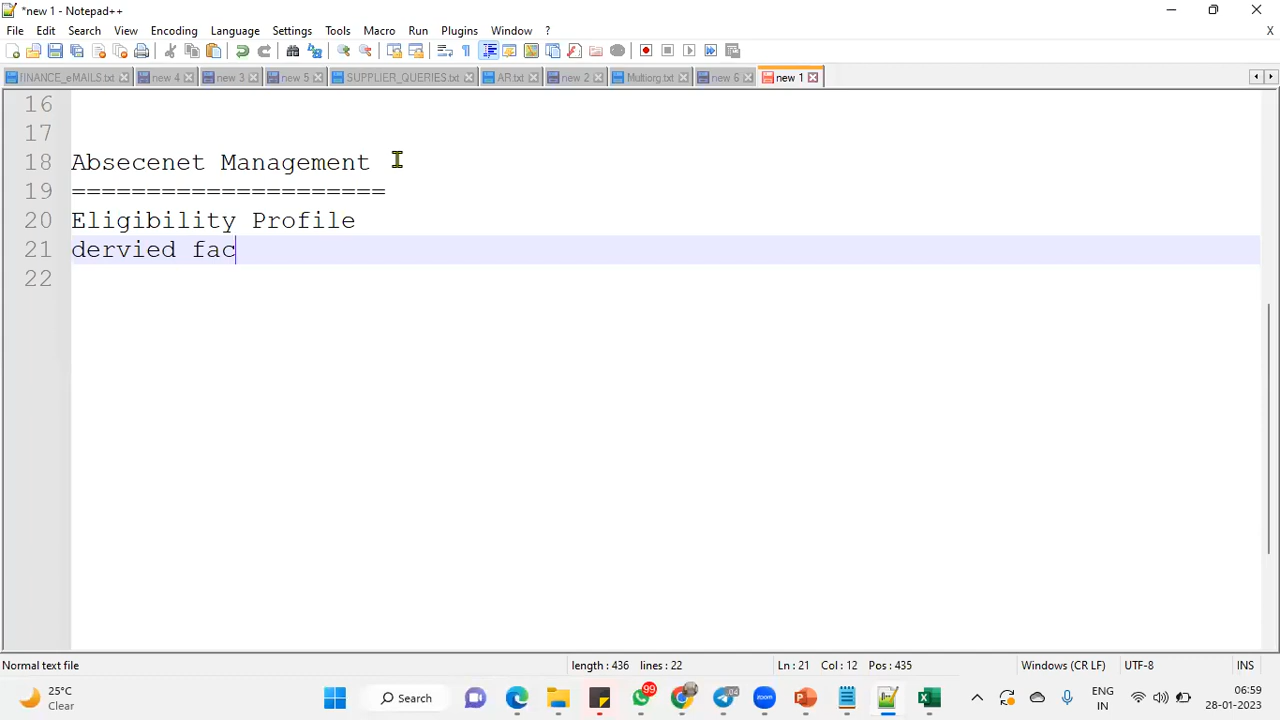 *new 1 - Notepad++
File Edit Search View Encoding Language Settings Tools Macro Run Plugins Window ? X
INANCE_eMAILS.txt new 4 new 3 new 5 SUPPLIER_QUERIES.txt AR.txt new 2 Multiorg.txt new 6 new 1
16
17
18 Absecenet Management
19 =====================
20 Eligibility Profile
21 dervied fac
22
Normal text file length : 436 lines : 22 Ln : 21 Col : 12 Pos : 435 Windows (CR LF) UTF-8 INS
25°C
Clear
Search
99
04
zoom
ENG
IN
06:59
28-01-2023